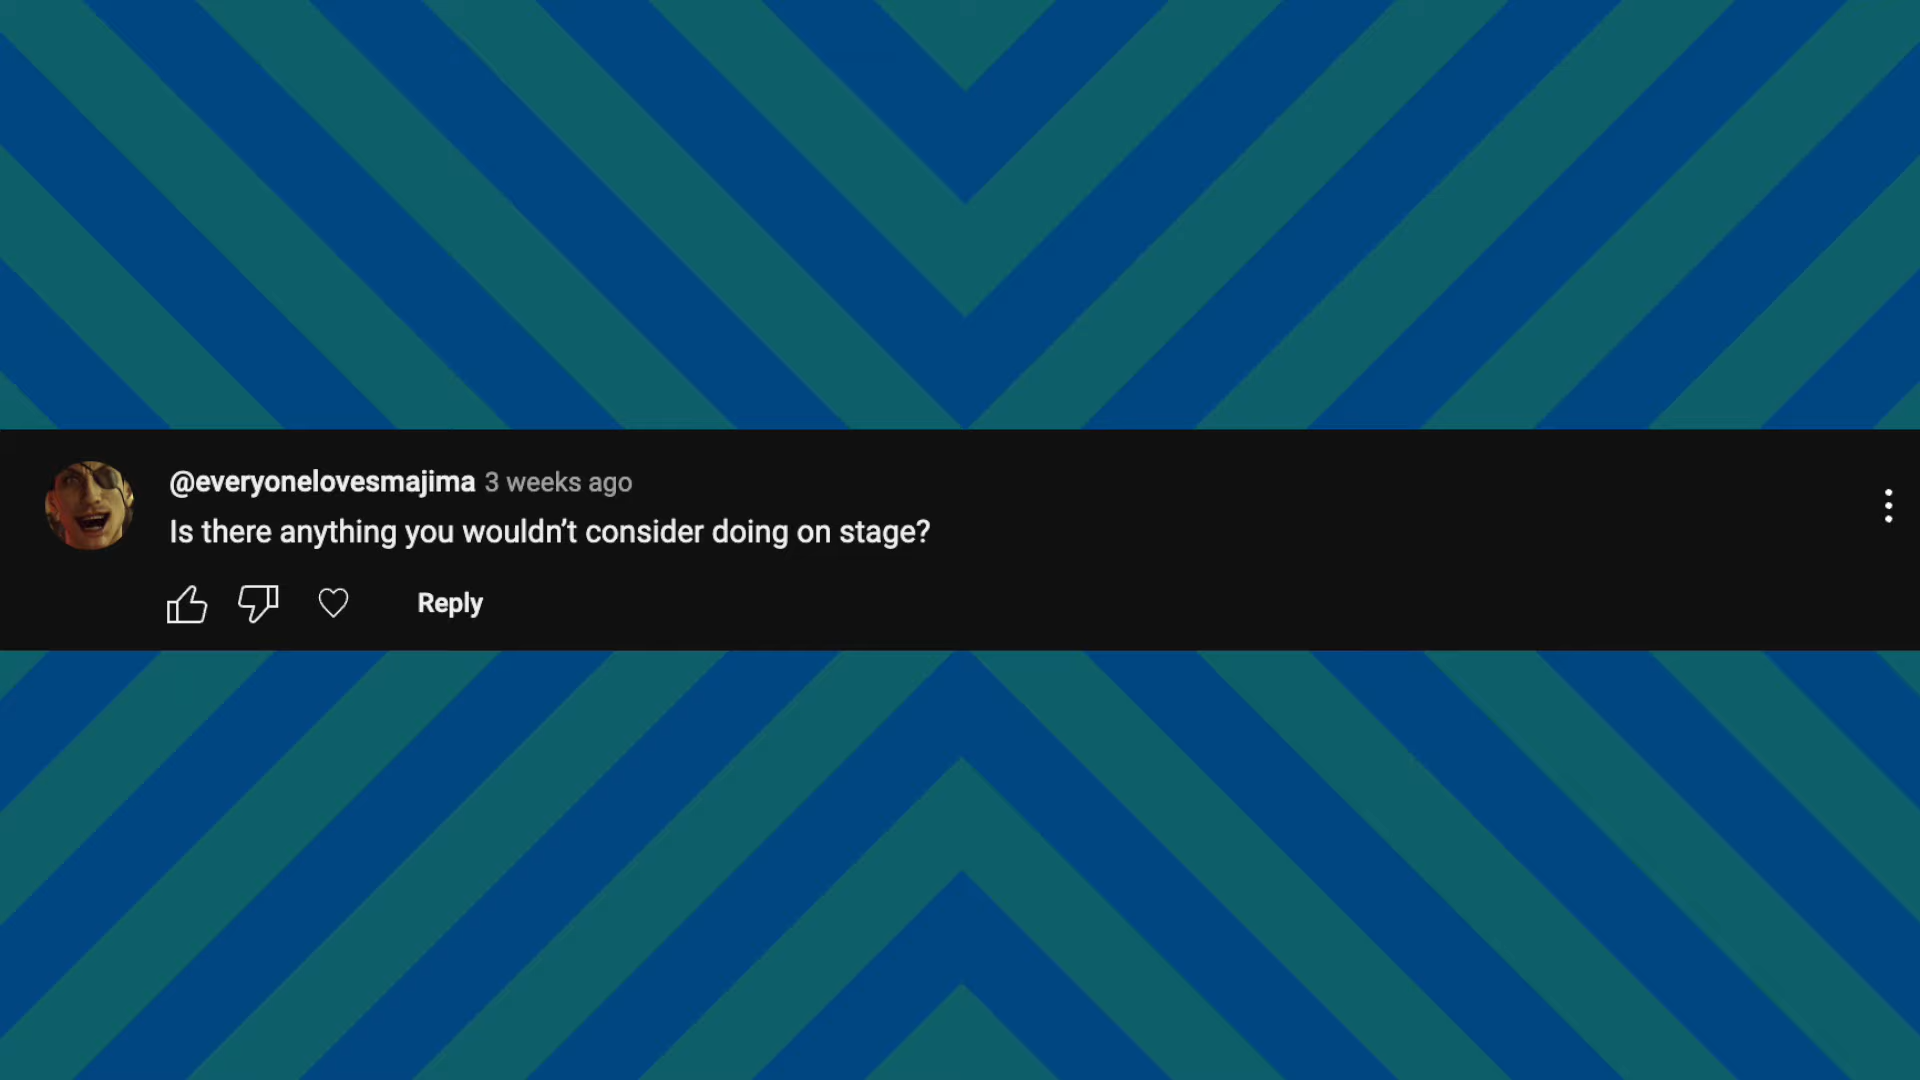 @everyonelovesmajima 3 weeks ago
Is there anything you wouldn’t consider doing on stage?
Reply